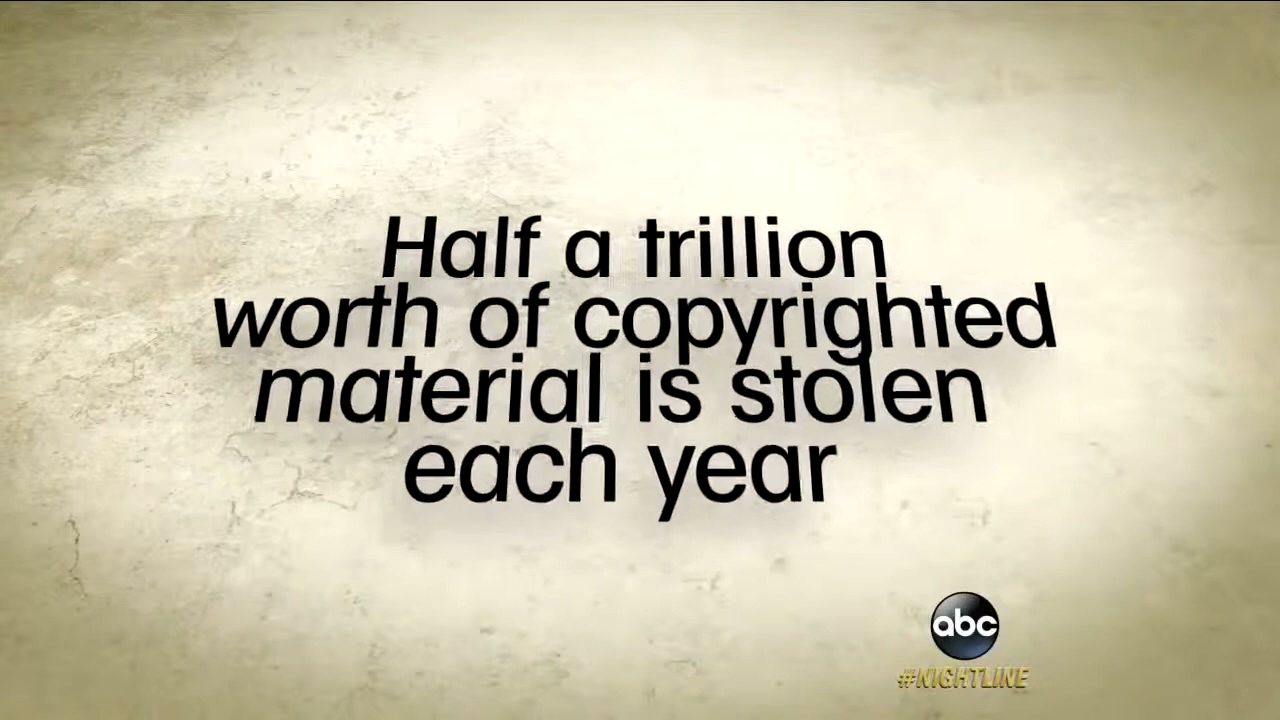 Half a trillion
worth of copyrighted
material is stolen
each year
abc
#NIGHTLINE